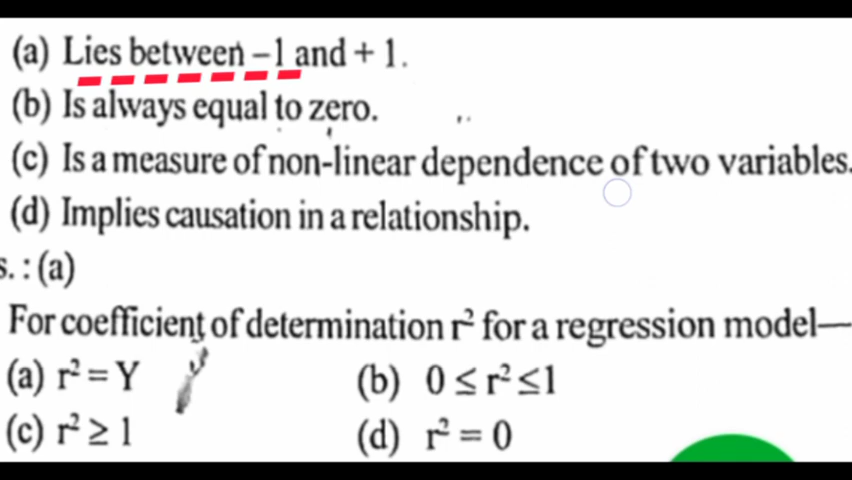 (a) Lies between –1 and + 1.
(b) Is always equal to zero.
(c) Is a measure of non-linear dependence of two variables.
(d) Implies causation in a relationship.
s. : (a)
For coefficient of determination r² for a regression model—
(a) r² = Y (b) 0 ≤ r² ≤ 1
(c) r² ≥ 1 (d) r² = 0